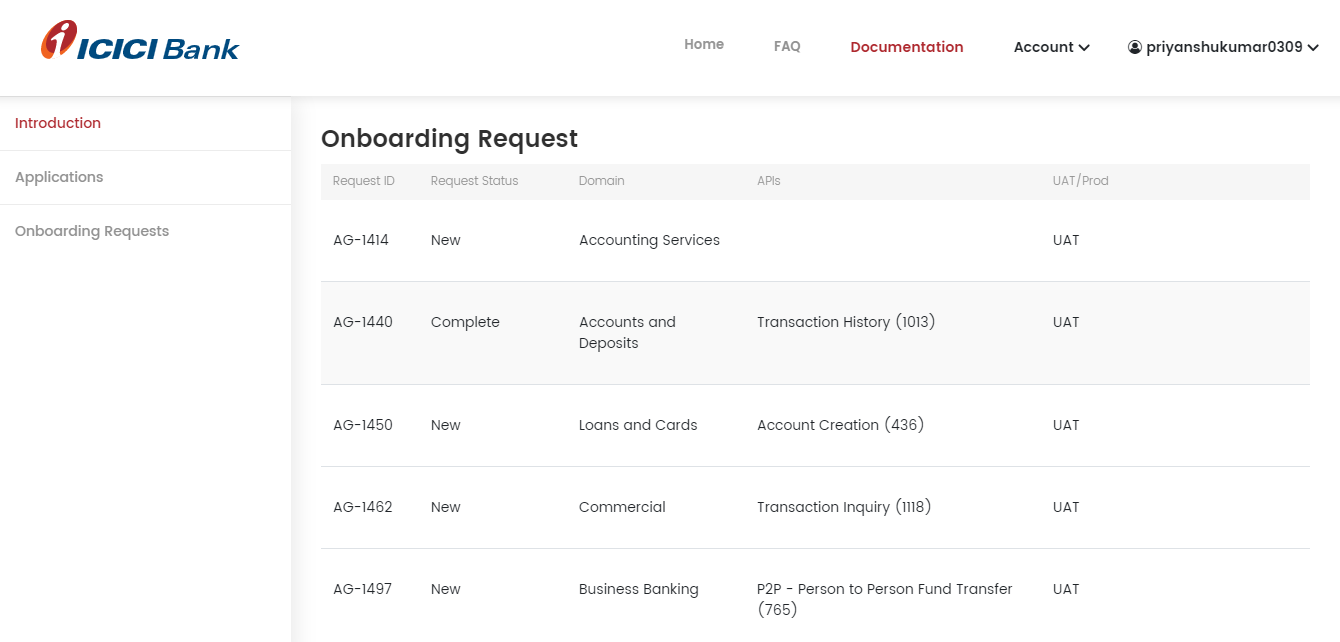 ICICI Bank
Home FAQ Documentation Account priyanshukumar0309
Introduction
Applications
Onboarding Requests
Onboarding Request
Request ID Request Status Domain APIs UAT/Prod
AG-1414 New Accounting Services UAT
AG-1440 Complete Accounts and Transaction History (1013) UAT
Deposits
AG-1450 New Loans and Cards Account Creation (436) UAT
AG-1462 New Commercial Transaction Inquiry (1118) UAT
AG-1497 New Business Banking P2P - Person to Person Fund Transfer UAT
(765)